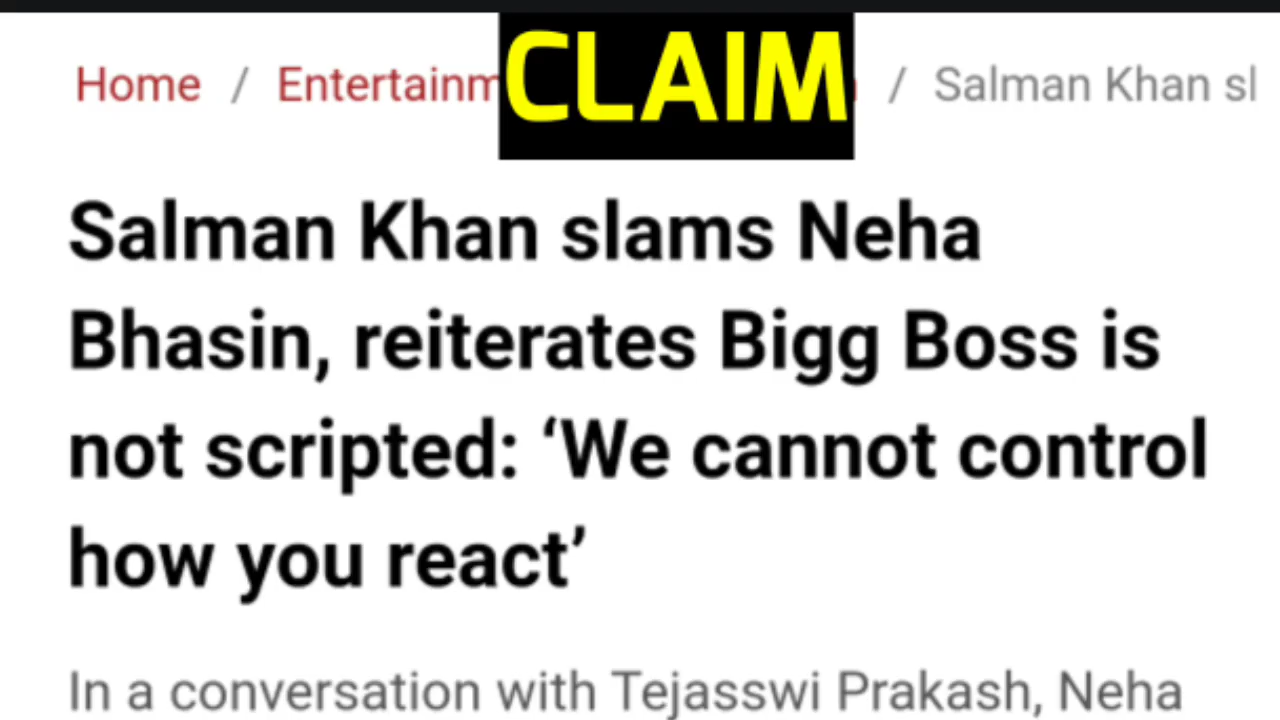 CLAIM
Home / Entertainm / Salman Khan sl
Salman Khan slams Neha
Bhasin, reiterates Bigg Boss is
not scripted: ‘We cannot control
how you react’
In a conversation with Tejasswi Prakash, Neha